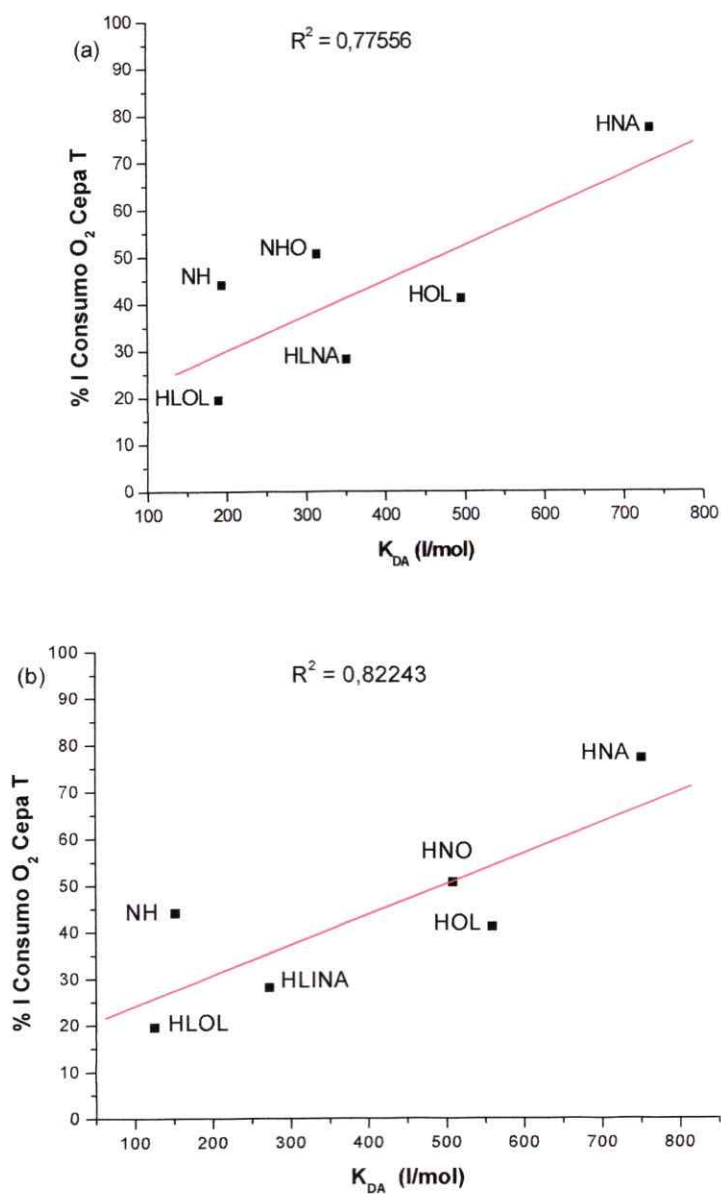 (a)
R² = 0,77556
% I Consumo O₂ Cepa T
100
90
80
70
60
50
40
30
20
10
0
HNA
NHO
NH
HOL
HLNA
HLOL
100 200 300 400 500 600 700 800
K_DA (l/mol)
(b)
R² = 0,82243
% I Consumo O₂ Cepa T
100
90
80
70
60
50
40
30
20
10
0
HNA
HNO
NH
HOL
HLINA
HLOL
100 200 300 400 500 600 700 800
K_DA (l/mol)